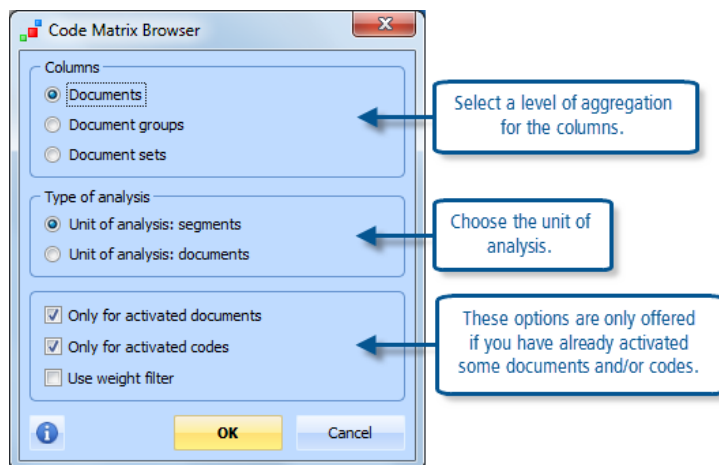 Code Matrix Browser
Columns
Documents
Document groups
Document sets
Select a level of aggregation
for the columns.
Type of analysis
Unit of analysis: segments
Unit of analysis: documents
Choose the unit of
analysis.
Only for activated documents
Only for activated codes
Use weight filter
These options are only offered
if you have already activated
some documents and/or codes.
OK
Cancel